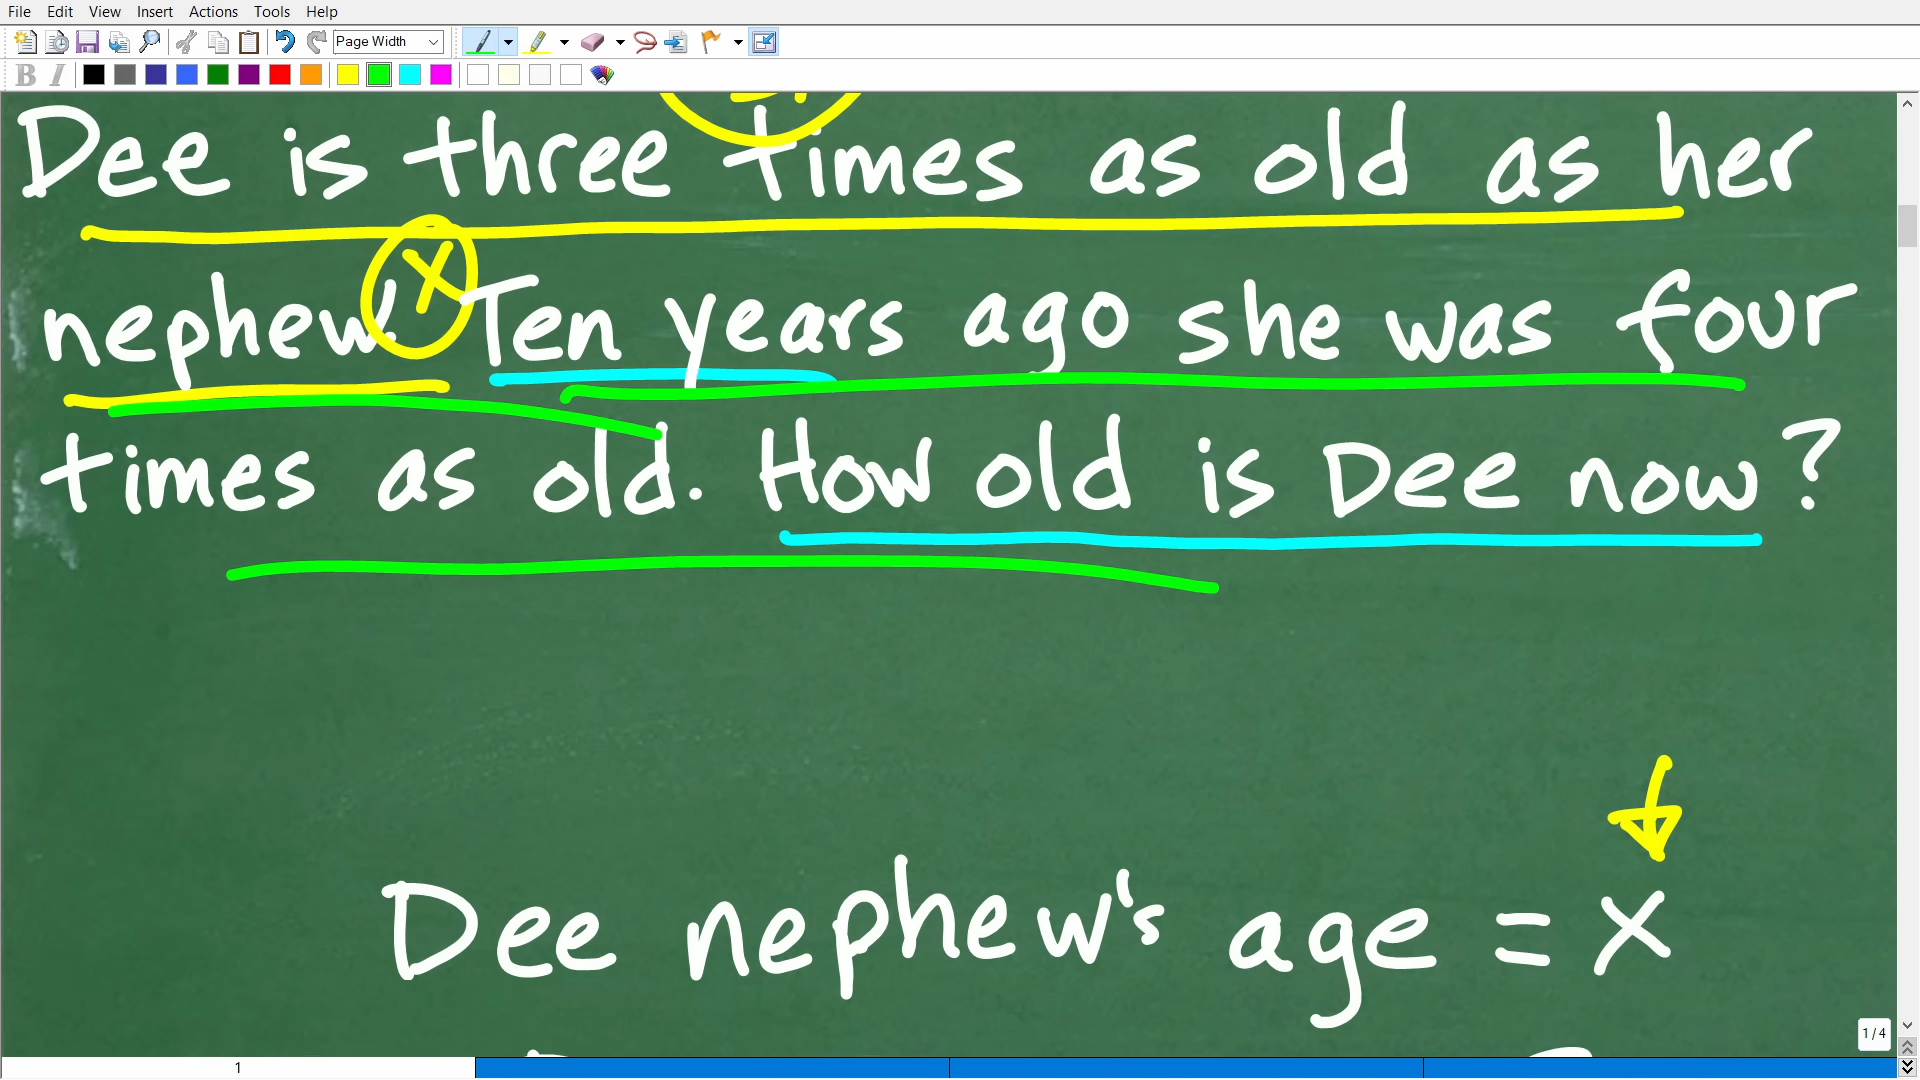 File Edit View Insert Actions Tools Help
Page Width
B I
Dee is three times as old as her
nephew. X Ten years ago she was four
times as old. How old is Dee now?
Dee nephew's age = X
1 / 4
1